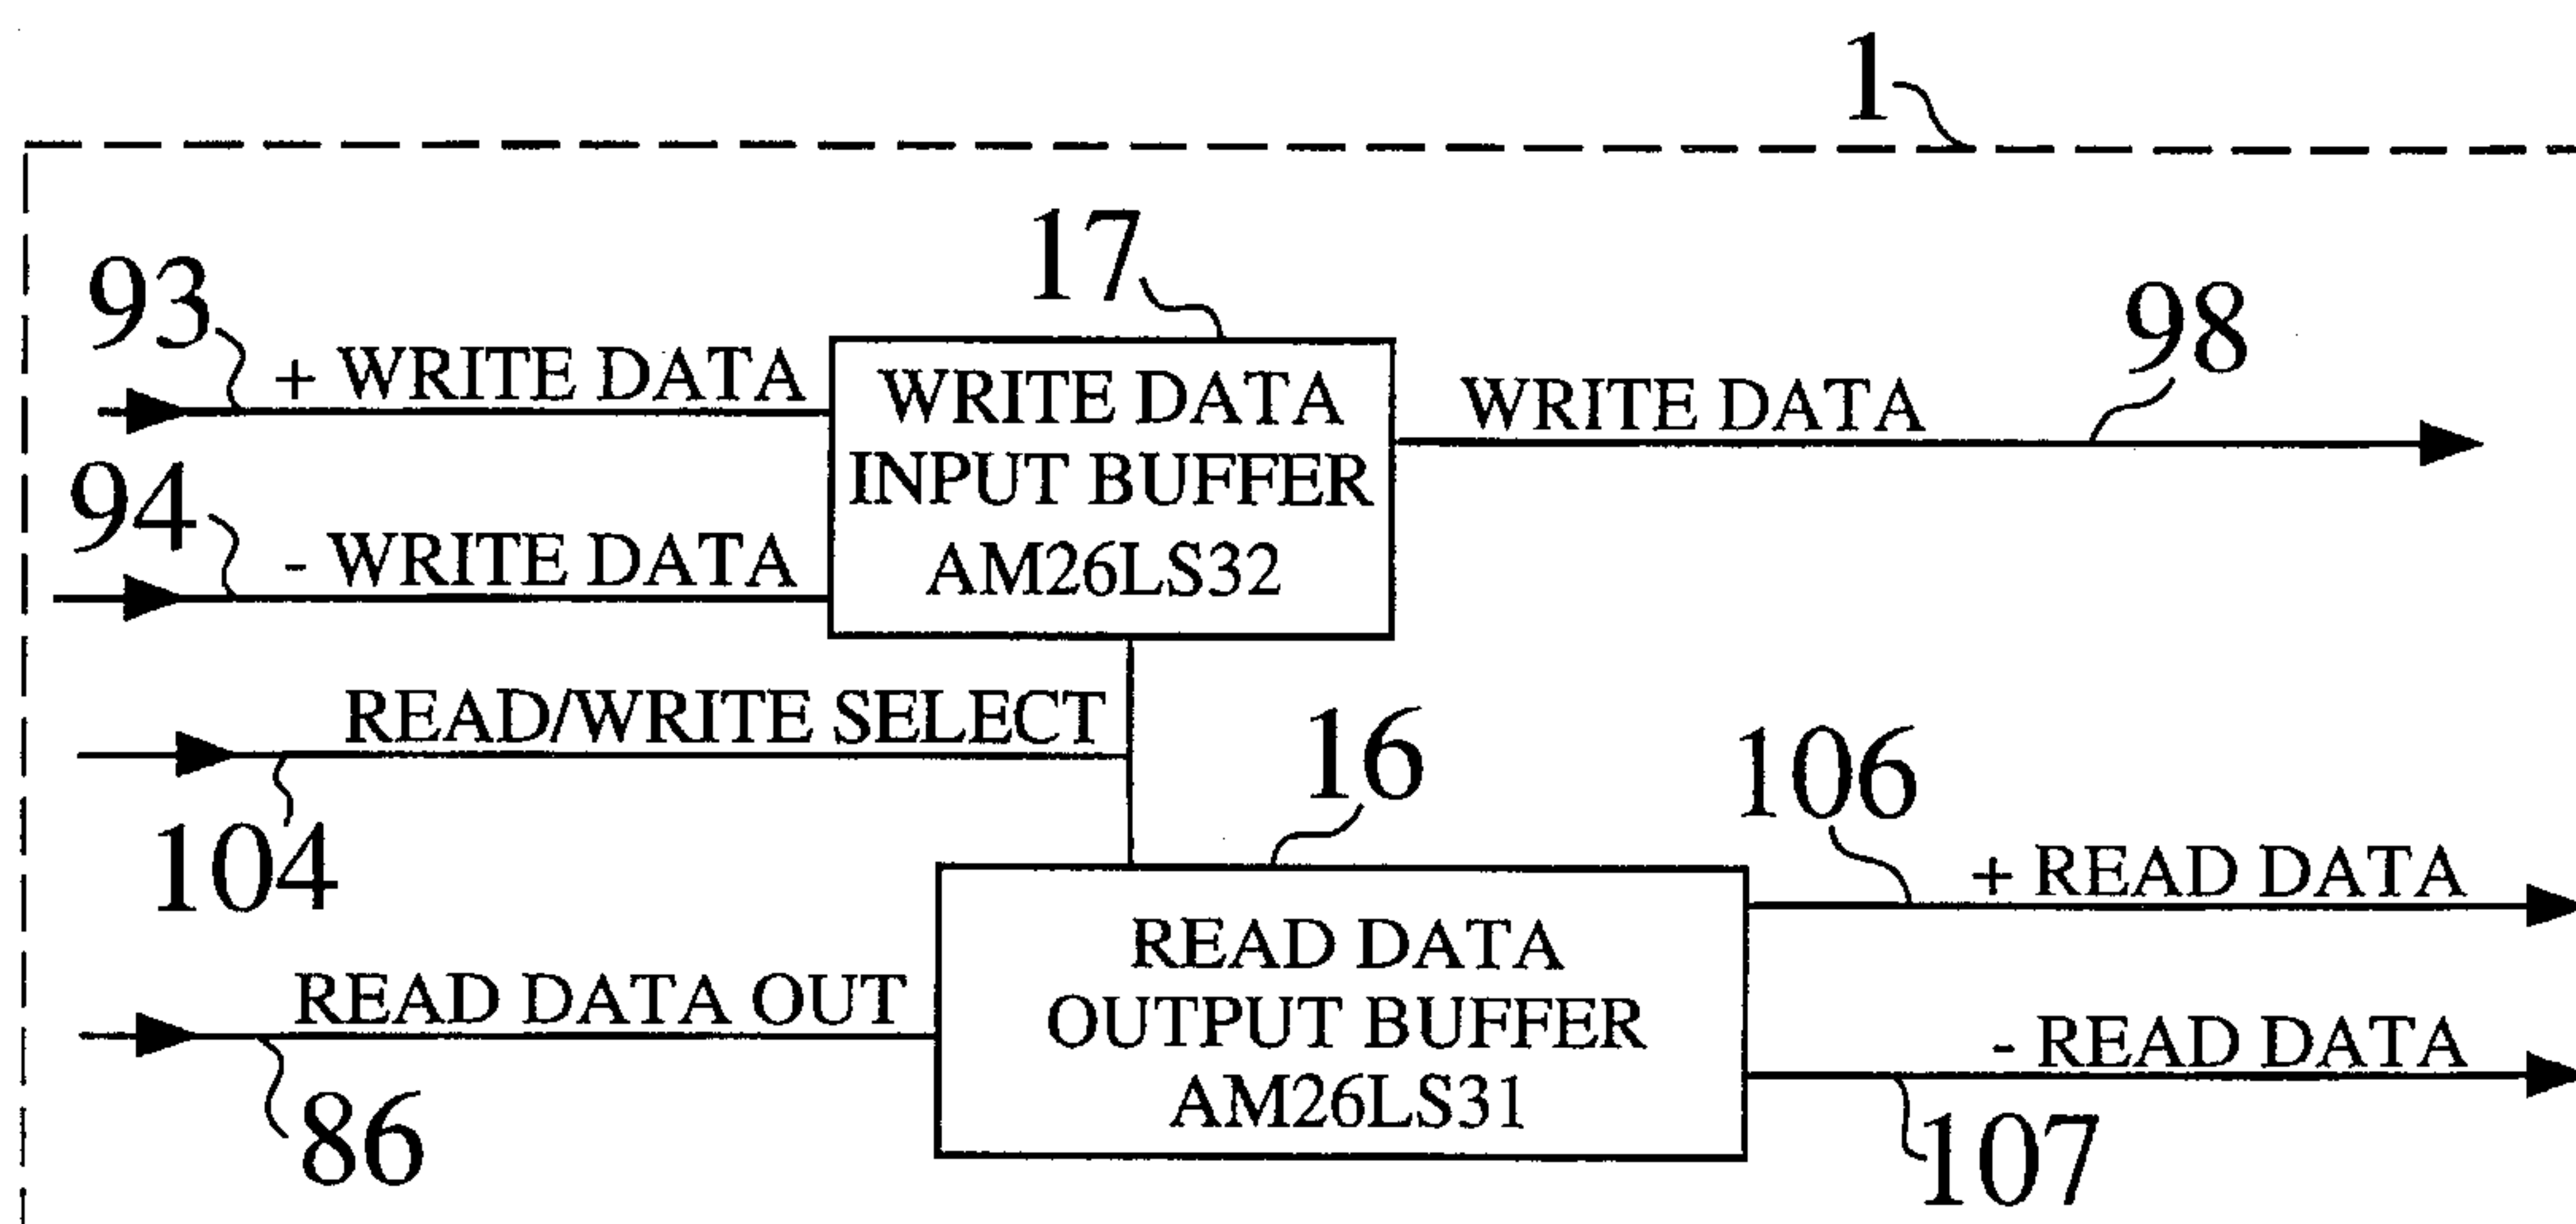 1
17
93
+ WRITE DATA
94
- WRITE DATA
WRITE DATA
INPUT BUFFER
AM26LS32
98
WRITE DATA
READ/WRITE SELECT
104
16
106
+ READ DATA
READ DATA OUT
86
READ DATA
OUTPUT BUFFER
AM26LS31
- READ DATA
107